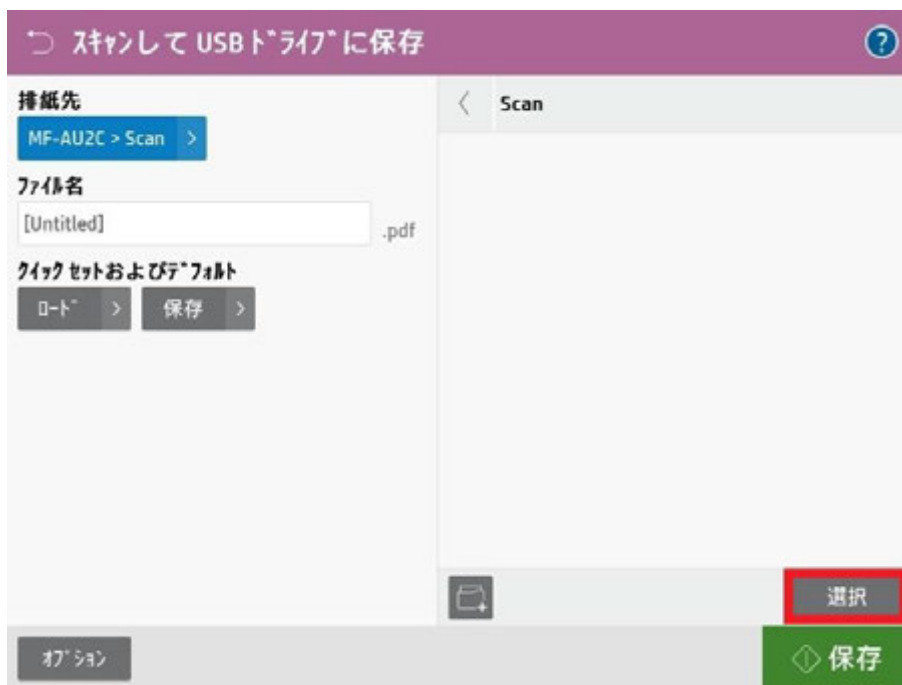 スキャンして USBドライブに保存
?
排紙先
MF-AU2C > Scan >
ファイル名
[Untitled] .pdf
クイック セットおよびデフォルト
ロード > 保存 >
< Scan
選択
オプション
保存